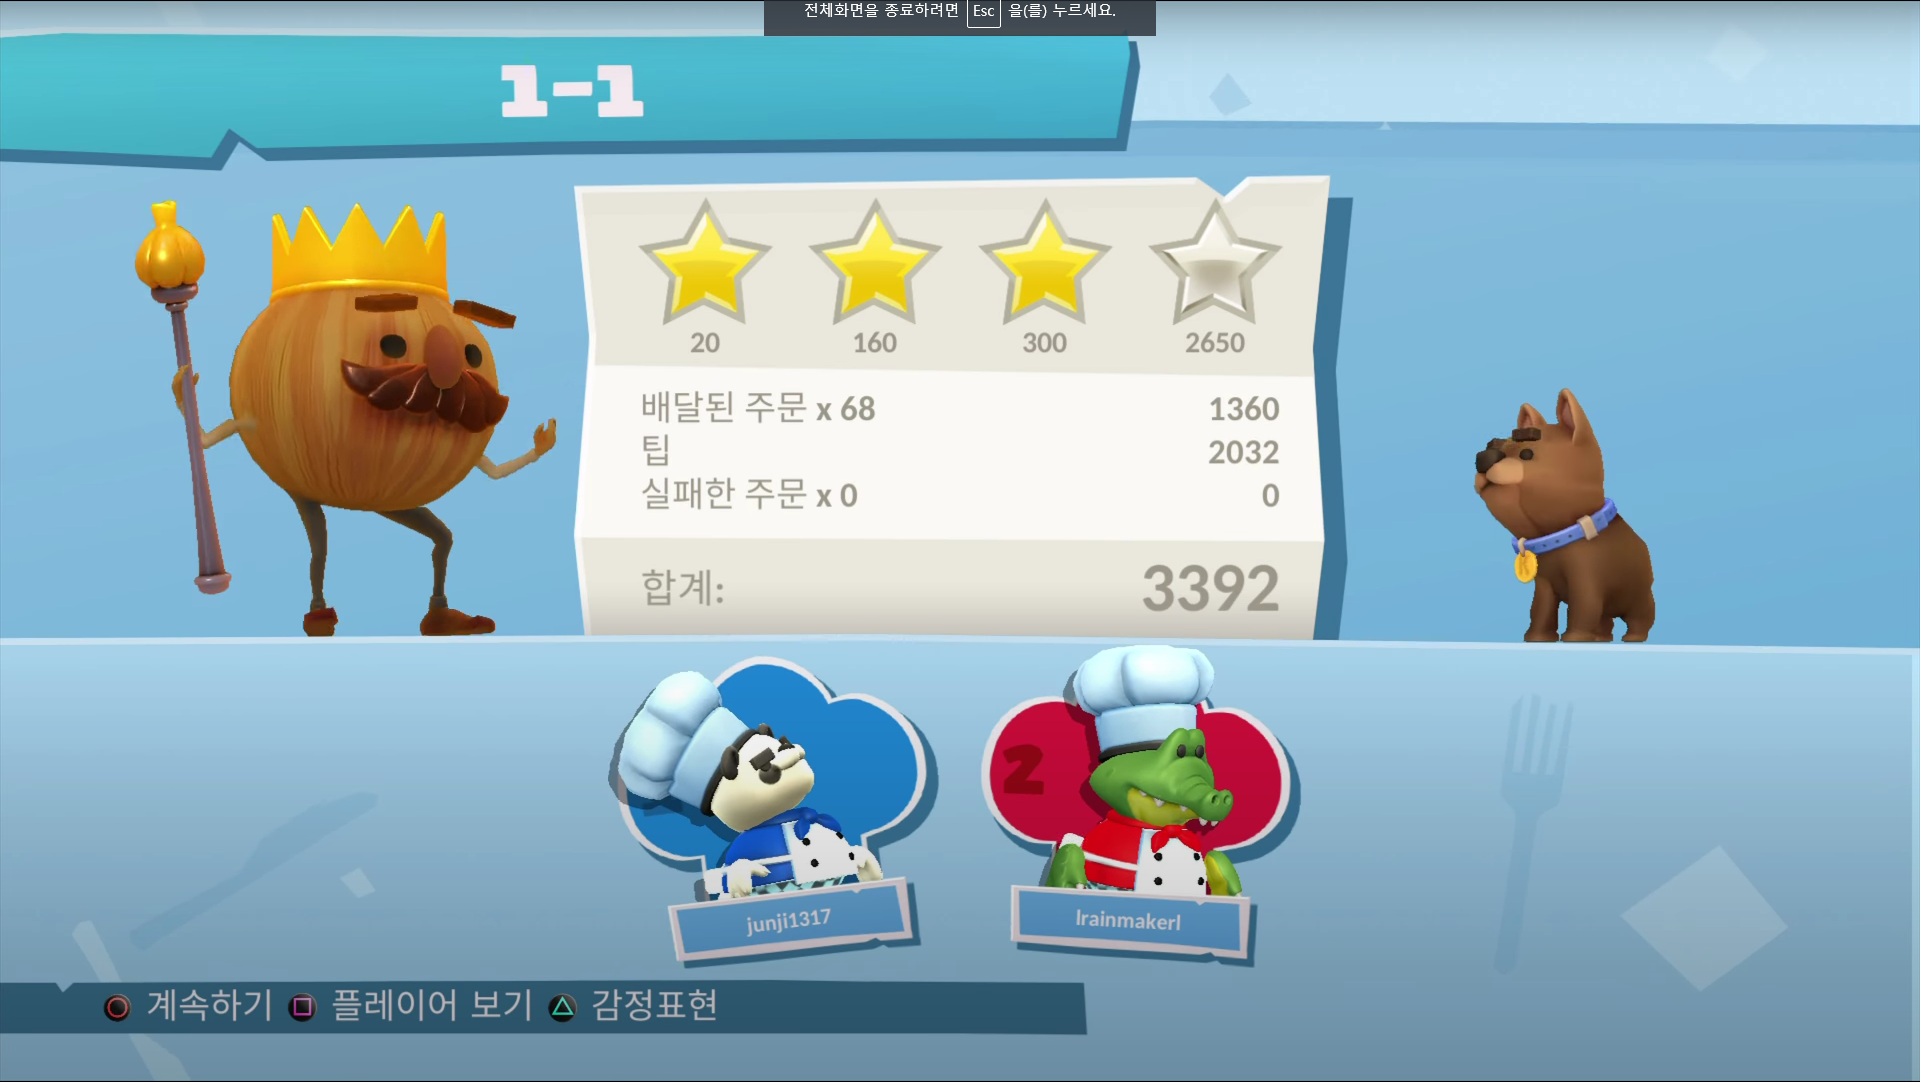 전체화면을 종료하려면 Esc 을(를) 누르세요.
1-1
20 160 300 2650
배달된 주문 x 68 1360
팁 2032
실패한 주문 x 0 0
합계: 3392
2
junji1317 lrainmakerl
계속하기 플레이어 보기 감정표현